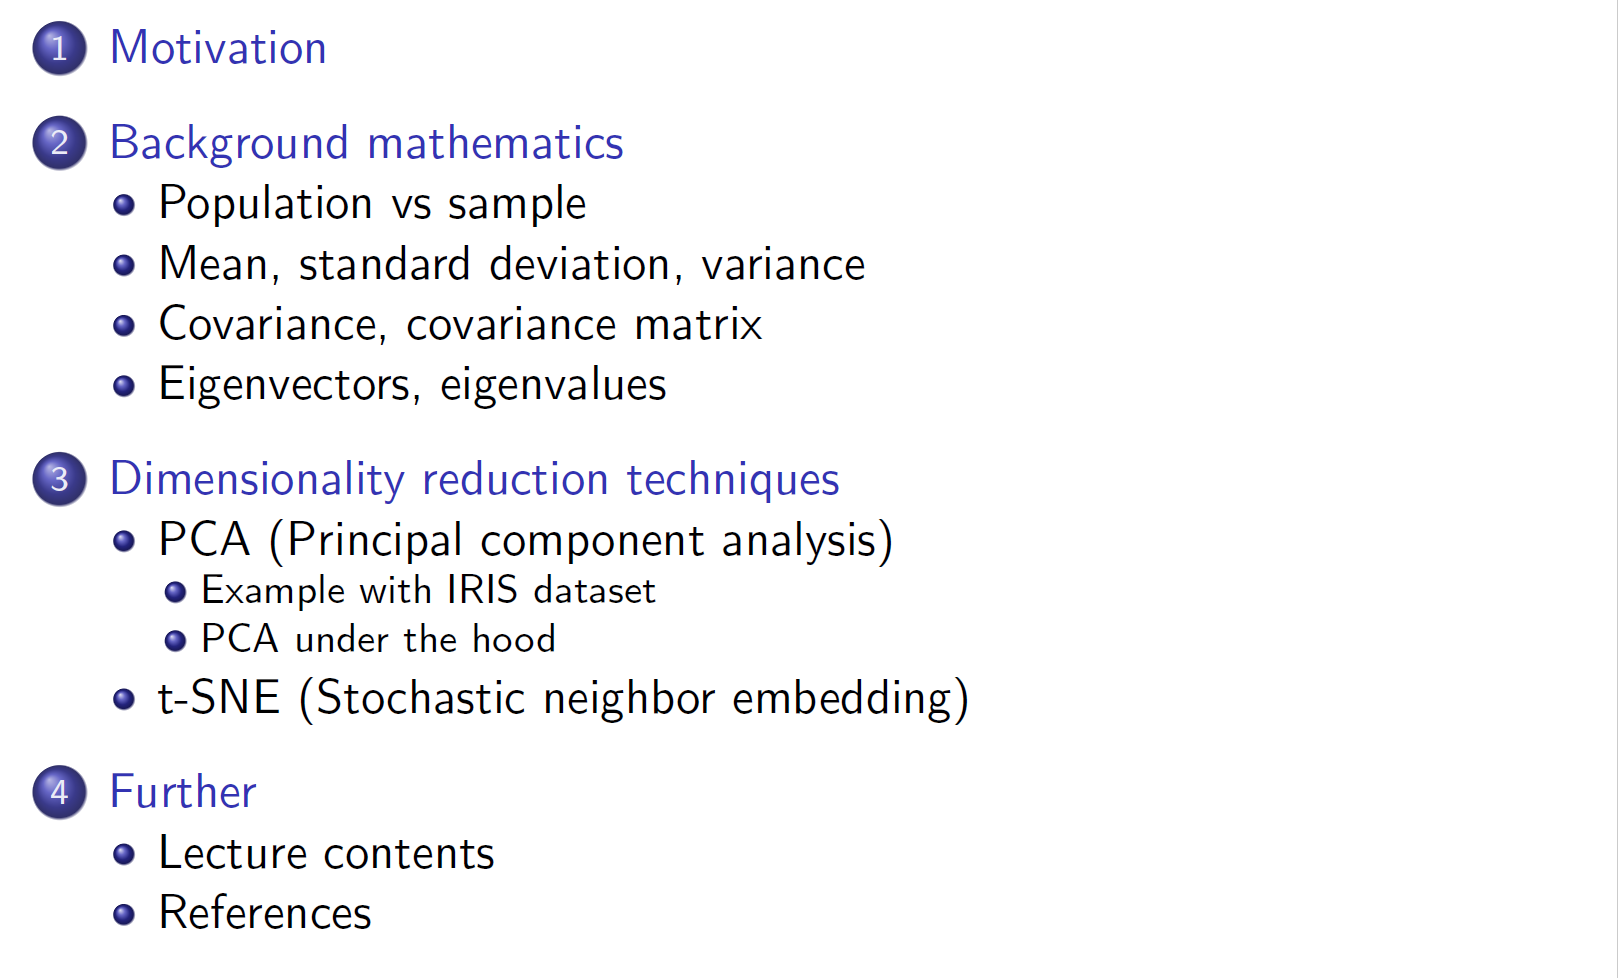 1 Motivation
2 Background mathematics
Population vs sample
Mean, standard deviation, variance
Covariance, covariance matrix
Eigenvectors, eigenvalues
3 Dimensionality reduction techniques
PCA (Principal component analysis)
Example with IRIS dataset
PCA under the hood
t-SNE (Stochastic neighbor embedding)
4 Further
Lecture contents
References